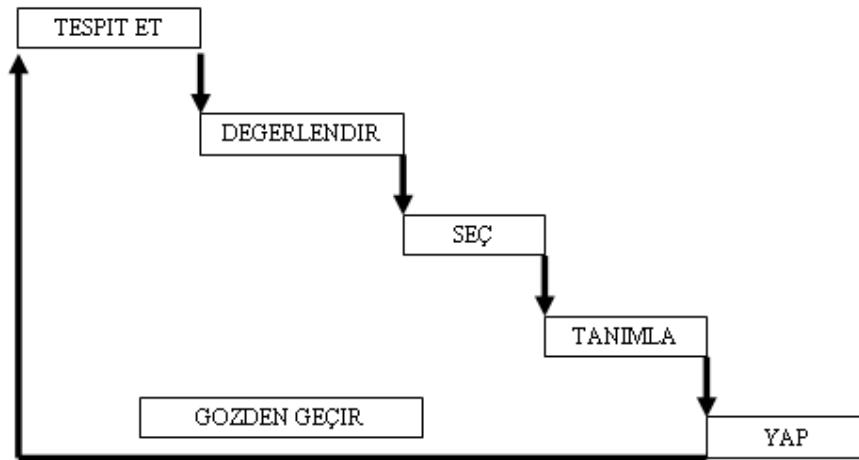 TESPIT ET
DEGERLENDIR
SEÇ
TANIMLA
GOZDEN GEÇIR
YAP